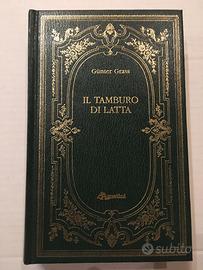 Günter Grass
IL TAMBURO
DI LATTA
subito